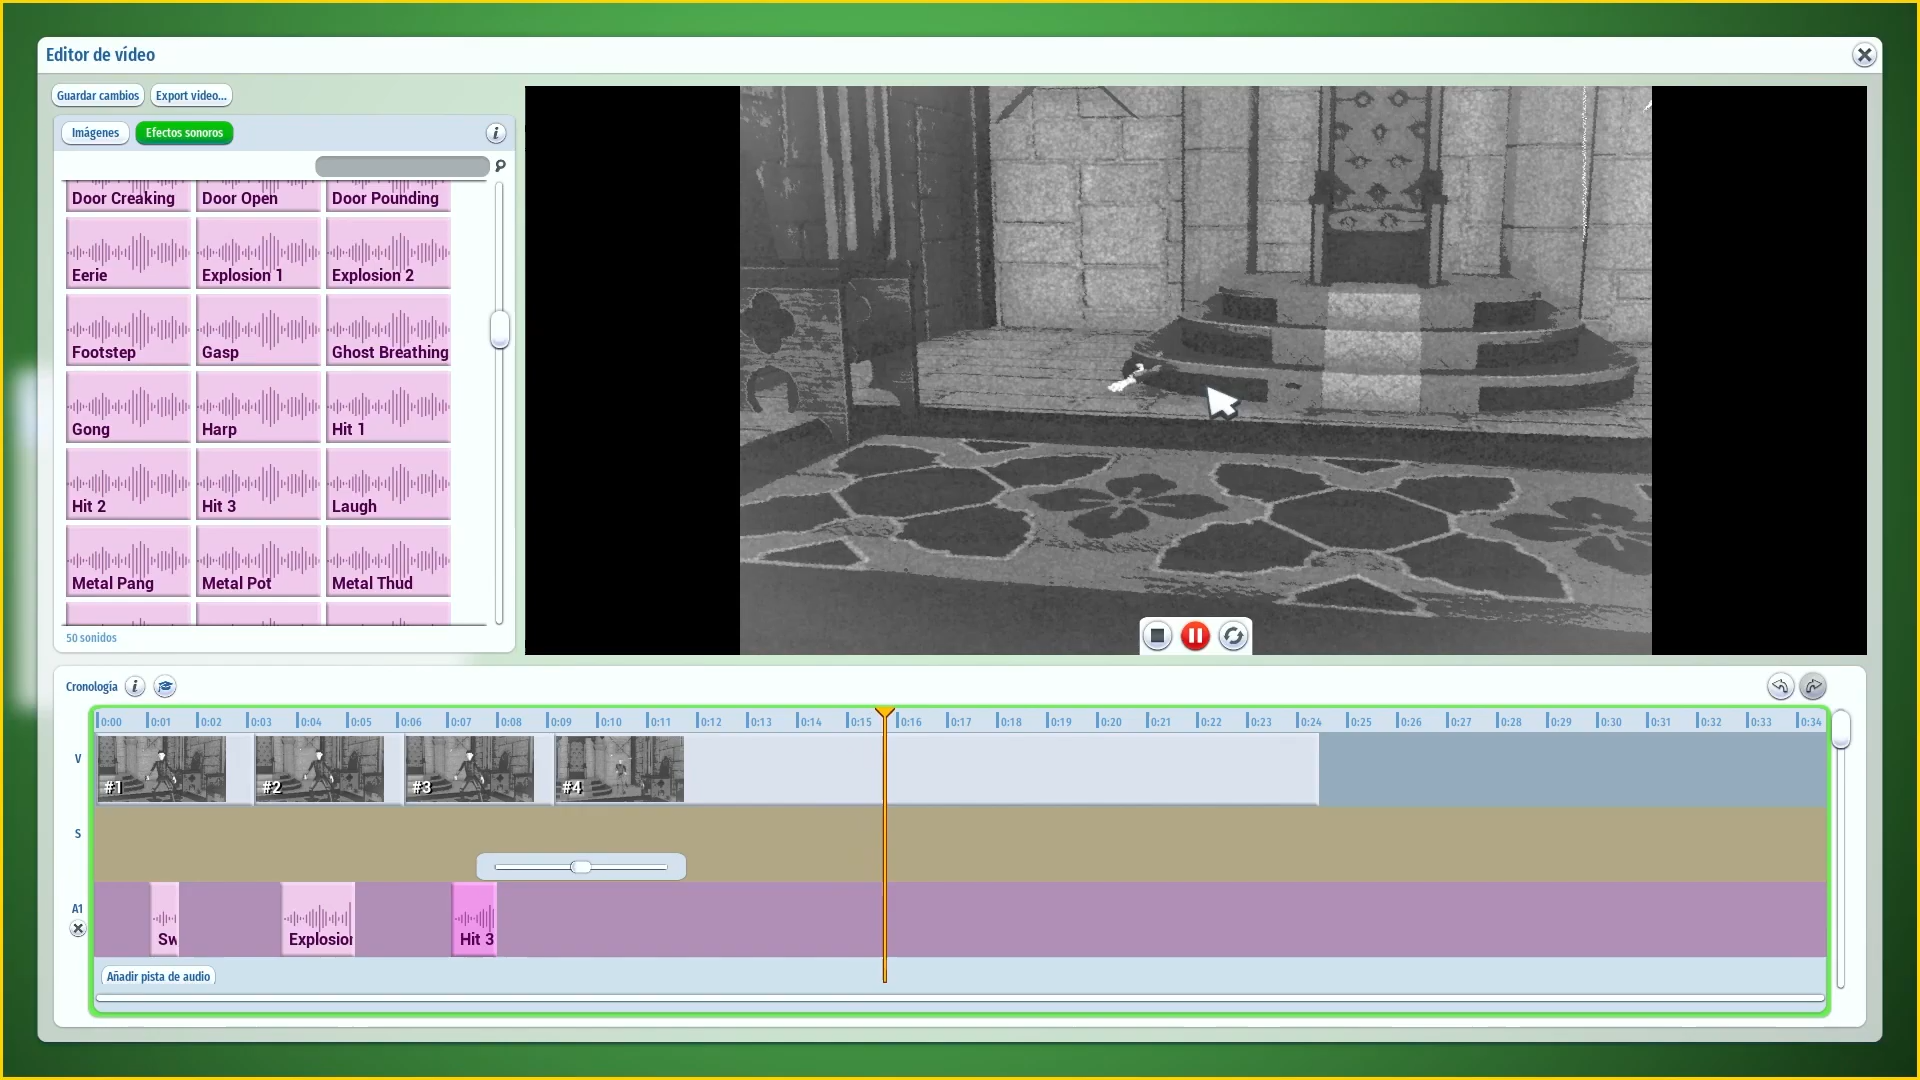 Editor de vídeo
Guardar cambios
Export video...
Imágenes
Efectos sonoros
Door Creaking
Door Open
Door Pounding
Eerie
Explosion 1
Explosion 2
Footstep
Gasp
Ghost Breathing
Gong
Harp
Hit 1
Hit 2
Hit 3
Laugh
Metal Pang
Metal Pot
Metal Thud
50 sonidos
Cronología
0:00 0:01 0:02 0:03 0:04 0:05 0:06 0:07 0:08 0:09 0:10 0:11 0:12 0:13 0:14 0:15 0:16 0:17 0:18 0:19 0:20 0:21 0:22 0:23 0:24 0:25 0:26 0:27 0:28 0:29 0:30 0:31 0:32 0:33 0:34
V
#1
#2
#3
#4
S
A1
Sw
Explosion
Hit 3
Añadir pista de audio